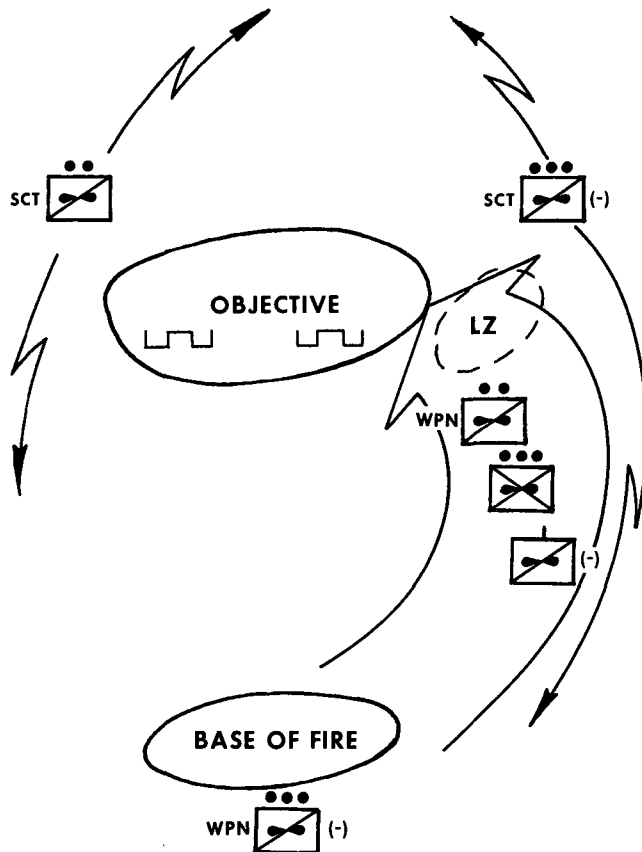 SCT
SCT (-)
OBJECTIVE
LZ
WPN
(-)
BASE OF FIRE
WPN (-)